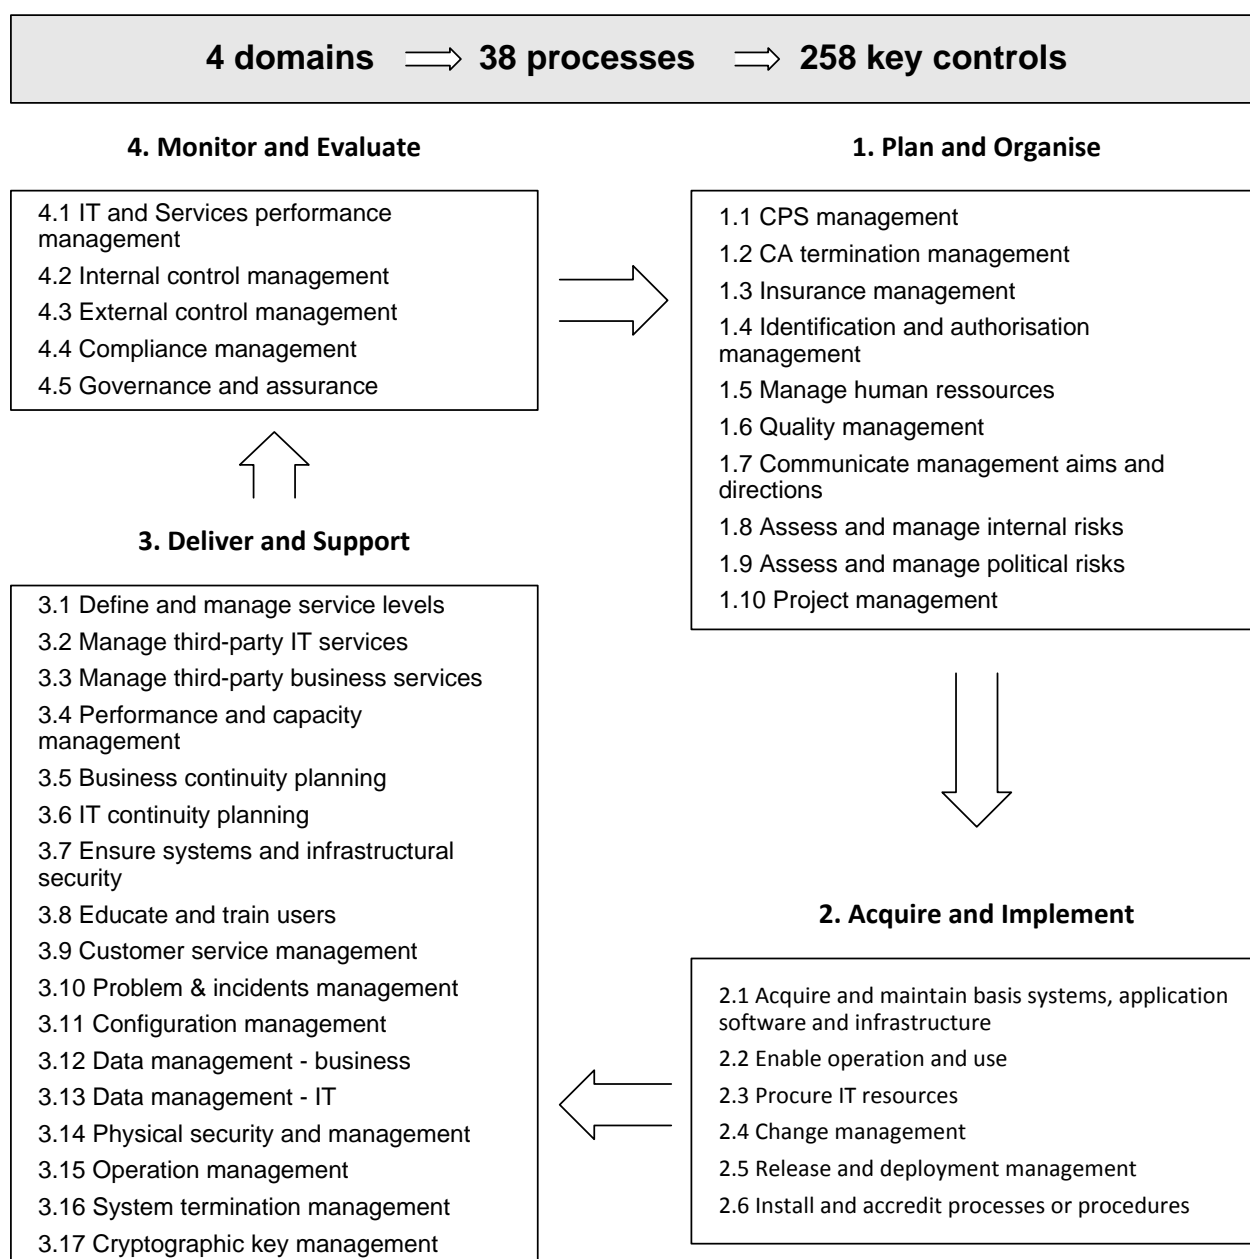 4 domains 38 processes 258 key controls
4. Monitor and Evaluate
4.1 IT and Services performance
management
4.2 Internal control management
4.3 External control management
4.4 Compliance management
4.5 Governance and assurance
1. Plan and Organise
1.1 CPS management
1.2 CA termination management
1.3 Insurance management
1.4 Identification and authorisation
management
1.5 Manage human ressources
1.6 Quality management
1.7 Communicate management aims and
directions
1.8 Assess and manage internal risks
1.9 Assess and manage political risks
1.10 Project management
3. Deliver and Support
3.1 Define and manage service levels
3.2 Manage third-party IT services
3.3 Manage third-party business services
3.4 Performance and capacity
management
3.5 Business continuity planning
3.6 IT continuity planning
3.7 Ensure systems and infrastructural
security
3.8 Educate and train users
3.9 Customer service management
3.10 Problem & incidents management
3.11 Configuration management
3.12 Data management - business
3.13 Data management - IT
3.14 Physical security and management
3.15 Operation management
3.16 System termination management
3.17 Cryptographic key management
2. Acquire and Implement
2.1 Acquire and maintain basis systems, application
software and infrastructure
2.2 Enable operation and use
2.3 Procure IT resources
2.4 Change management
2.5 Release and deployment management
2.6 Install and accredit processes or procedures